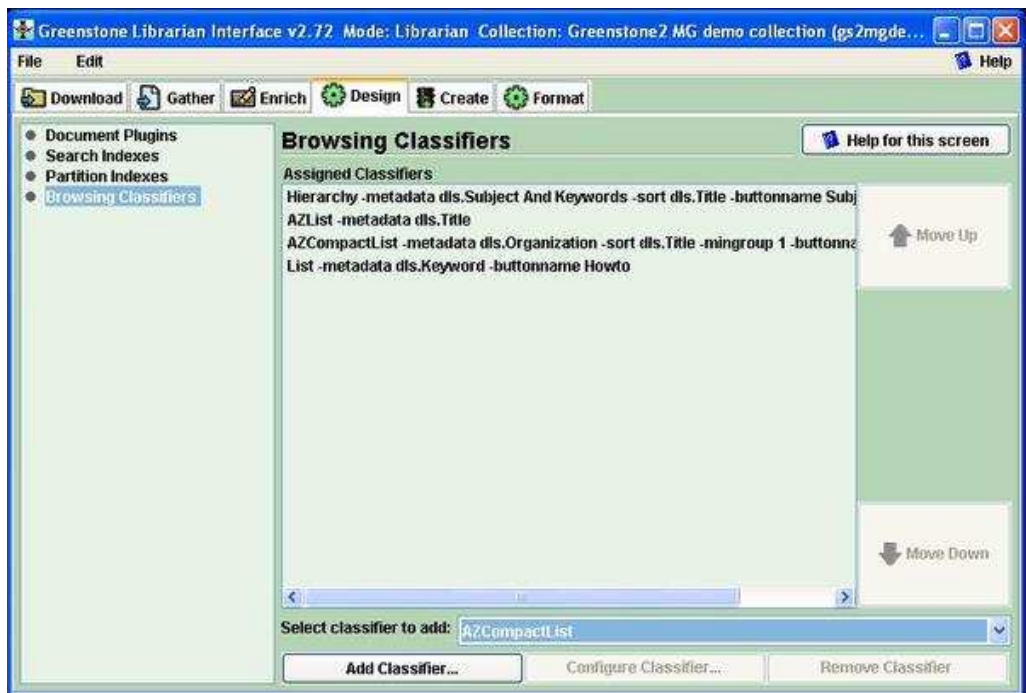 Greenstone Librarian Interface v2.72 Mode: Librarian Collection: Greenstone2 MG demo collection (gs2mgde...
File Edit Help
Download Gather Enrich Design Create Format
Document Plugins
Search Indexes
Partition Indexes
Browsing Classifiers
Browsing Classifiers
Help for this screen
Assigned Classifiers
Hierarchy -metadata dls.Subject And Keywords -sort dls.Title -buttonname Subj
AZList -metadata dls.Title
AZCompactList -metadata dls.Organization -sort dls.Title -mingroup 1 -buttonna
List -metadata dls.Keyword -buttonname Howto
Move Up
Move Down
Select classifier to add: AZCompactList
Add Classifier... Configure Classifier... Remove Classifier